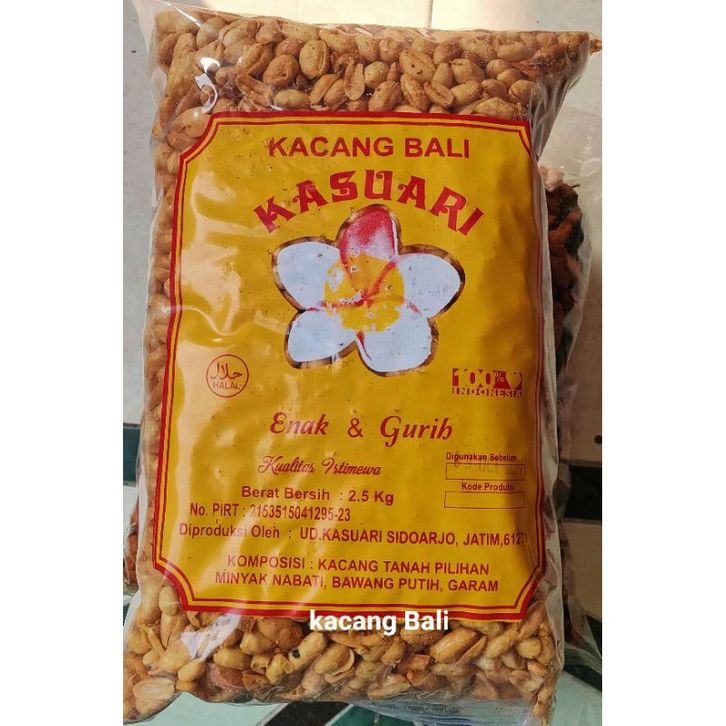 KACANG BALI
KASUARI
حلال
HALAL
100%
INDONESIA
Enak & Gurih
Kualitas Istimewa
Digunakan Sebelum
Kode Produksi
Berat Bersih : 2.5 Kg
No. PIRT : 2153515041295-23
Diproduksi Oleh : UD.KASUARI SIDOARJO, JATIM,
KOMPOSISI : KACANG TANAH PILIHAN
MINYAK NABATI, BAWANG PUTIH, GARAM
kacang Bali